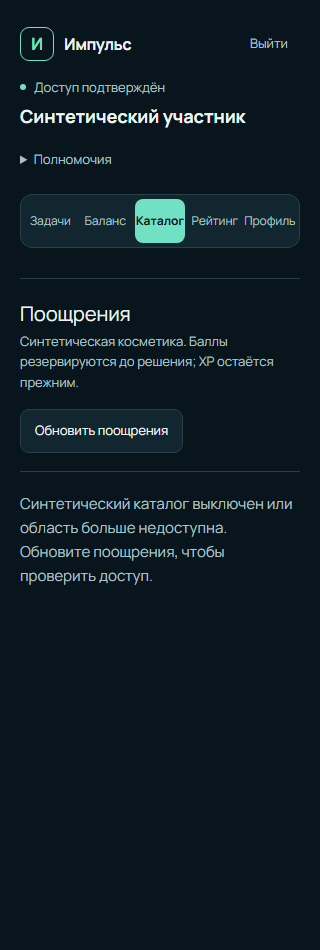 И Импульс Выйти
Доступ подтверждён
Синтетический участник
Полномочия
Задачи Баланс Каталог Рейтинг Профиль
Поощрения
Синтетическая косметика. Баллы
резервируются до решения; XP остаётся
прежним.
Обновить поощрения
Синтетический каталог выключен или
область больше недоступна.
Обновите поощрения, чтобы
проверить доступ.